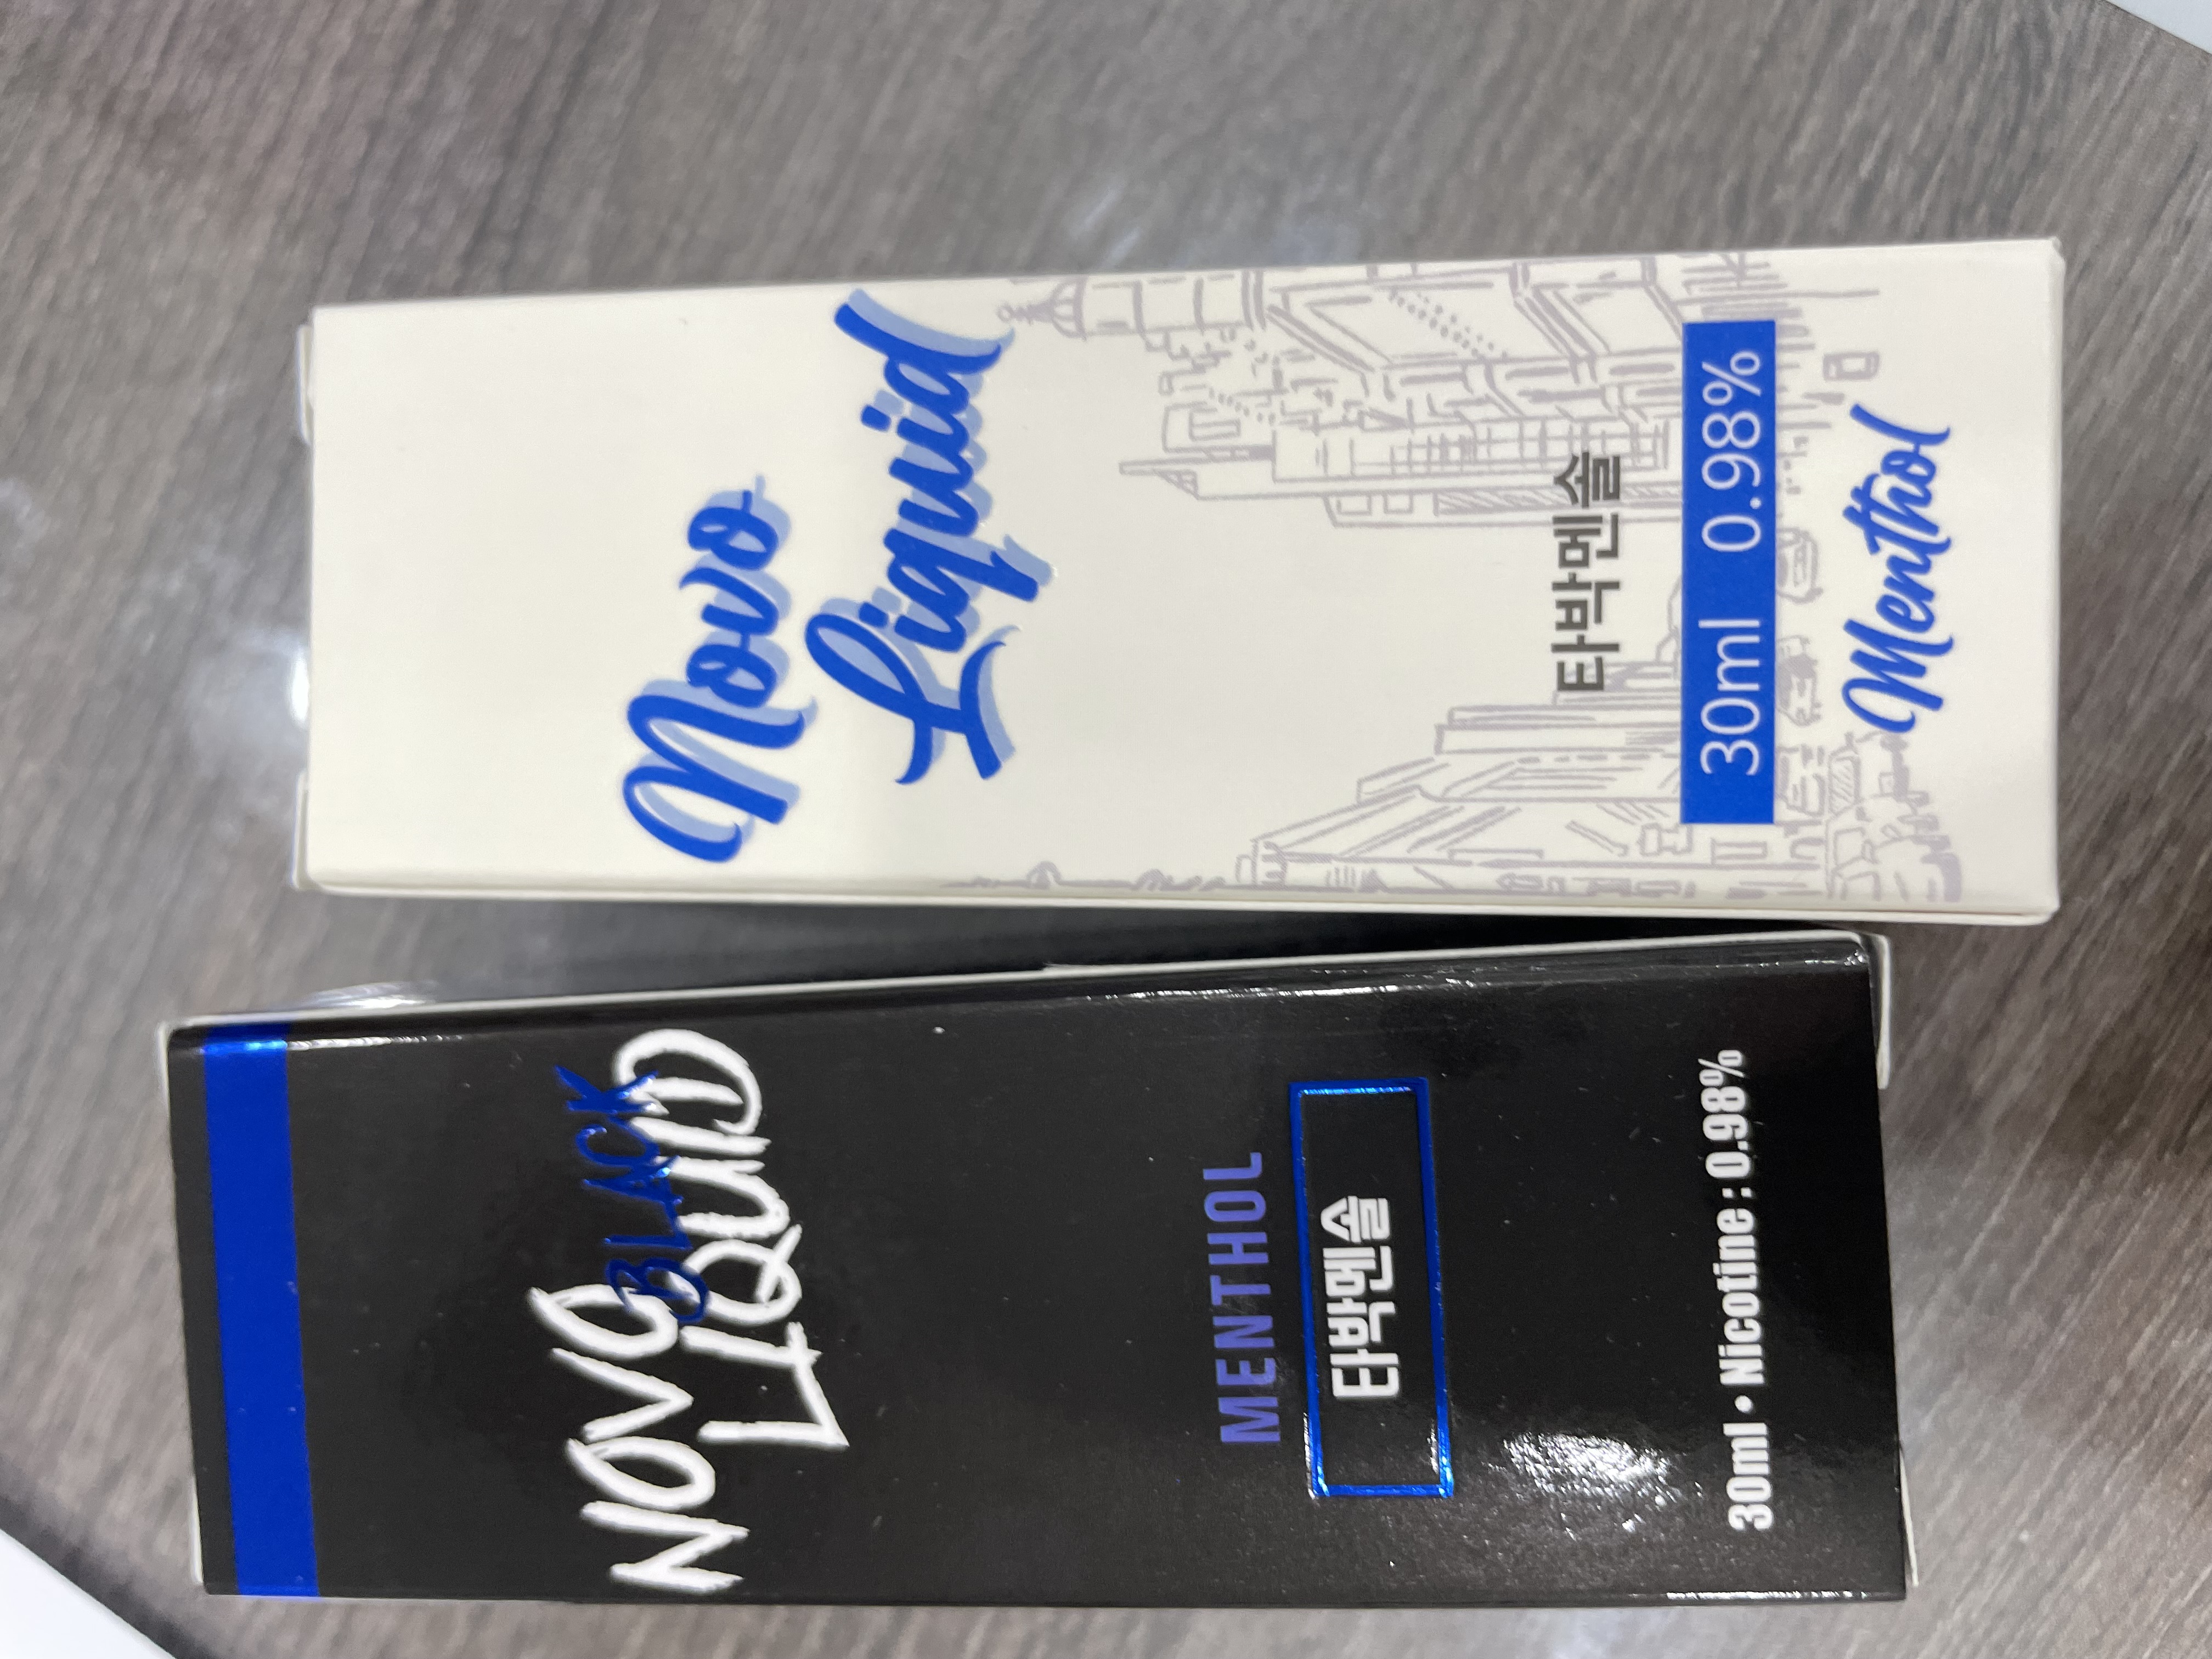 Novo
Liquid
타박멘솔
30ml 0.98%
Menthol
NOVO
BLACK
LIQUID
MENTHOL
타박멘솔
30ml • Nicotine : 0.98%